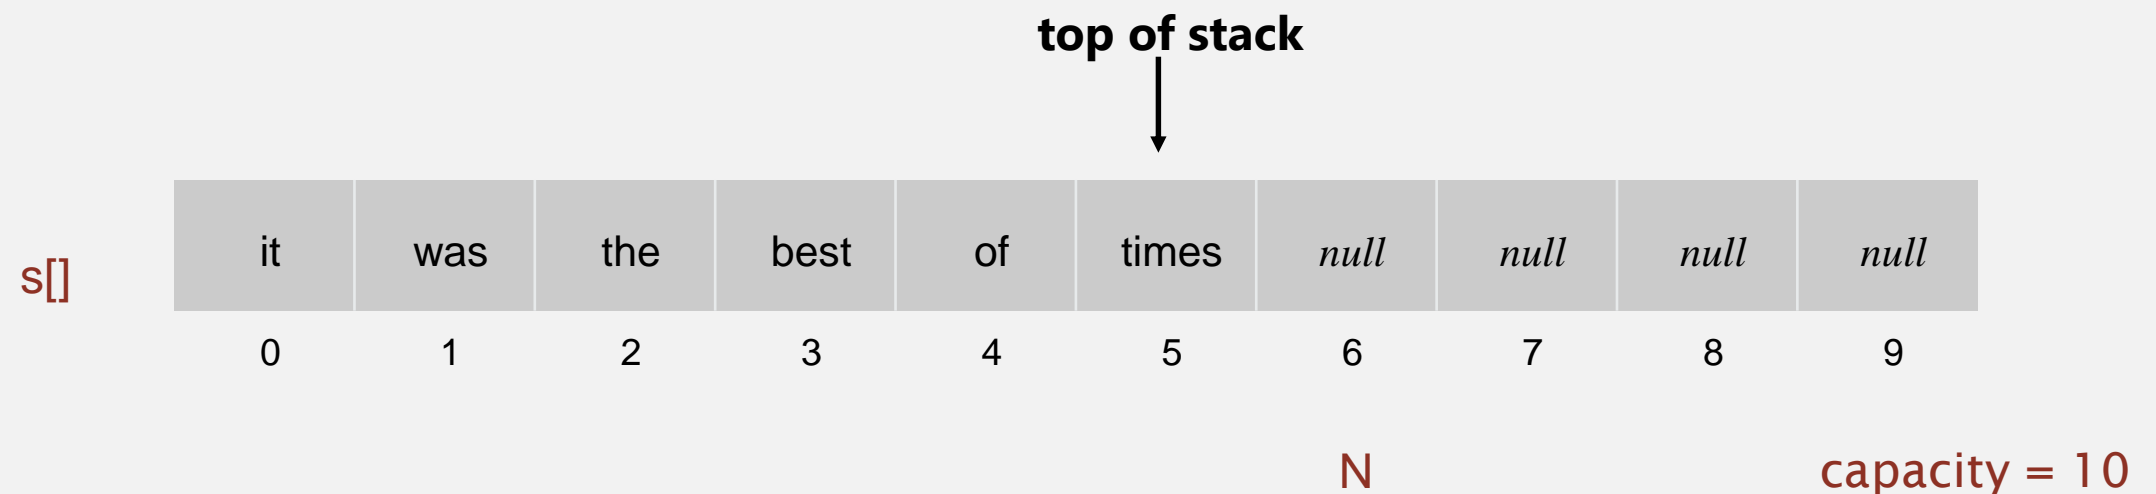 top of stack
s[] it was the best of times null null null null
0 1 2 3 4 5 6 7 8 9
N capacity = 10